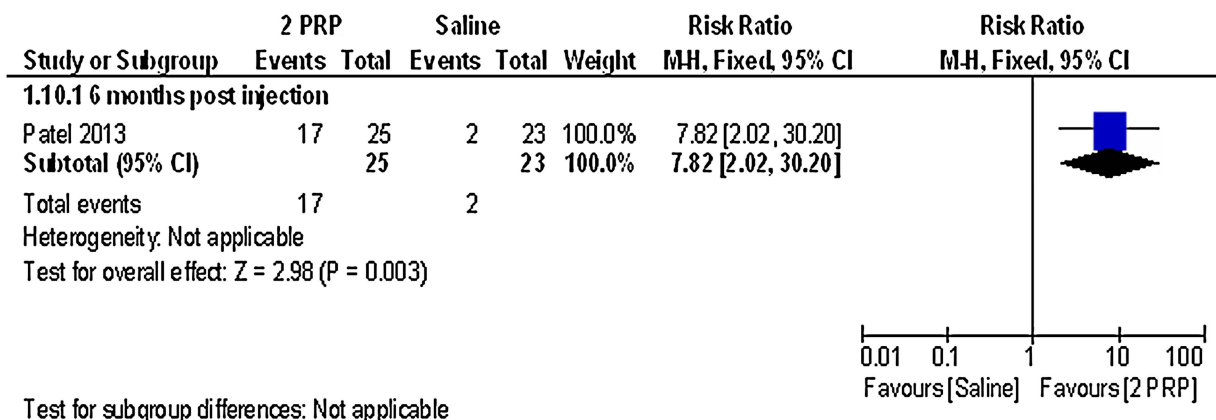 2 PRP Saline Risk Ratio Risk Ratio
Study or Subgroup Events Total Events Total Weight M-H, Fixed, 95% CI M-H, Fixed, 95% CI
1.10.1 6 months post injection
Patel 2013 17 25 2 23 100.0% 7.82 [2.02, 30.20]
Subtotal (95% CI) 25 23 100.0% 7.82 [2.02, 30.20]
Total events 17 2
Heterogeneity: Not applicable
Test for overall effect: Z = 2.98 (P = 0.003)
0.01 0.1 1 10 100
Favours [Saline] Favours [2 PRP]
Test for subgroup differences: Not applicable